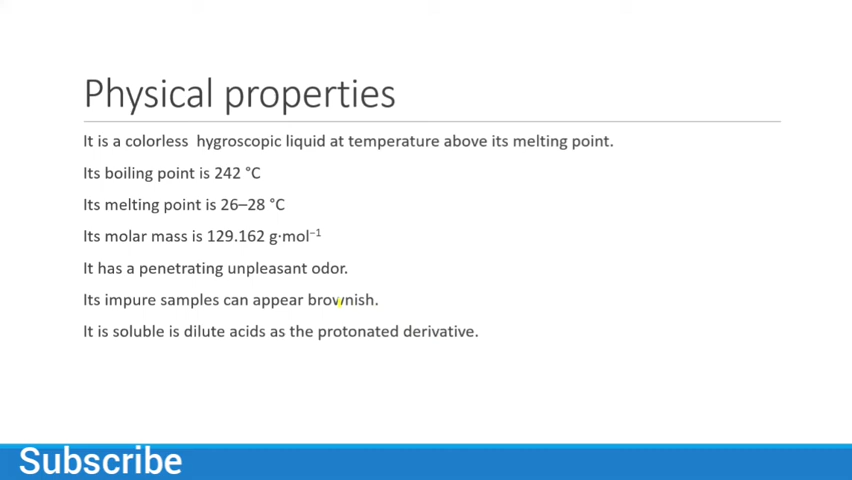 Physical properties
It is a colorless hygroscopic liquid at temperature above its melting point.
Its boiling point is 242 °C
Its melting point is 26–28 °C
Its molar mass is 129.162 g·mol⁻¹
It has a penetrating unpleasant odor.
Its impure samples can appear brownish.
It is soluble is dilute acids as the protonated derivative.
Subscribe